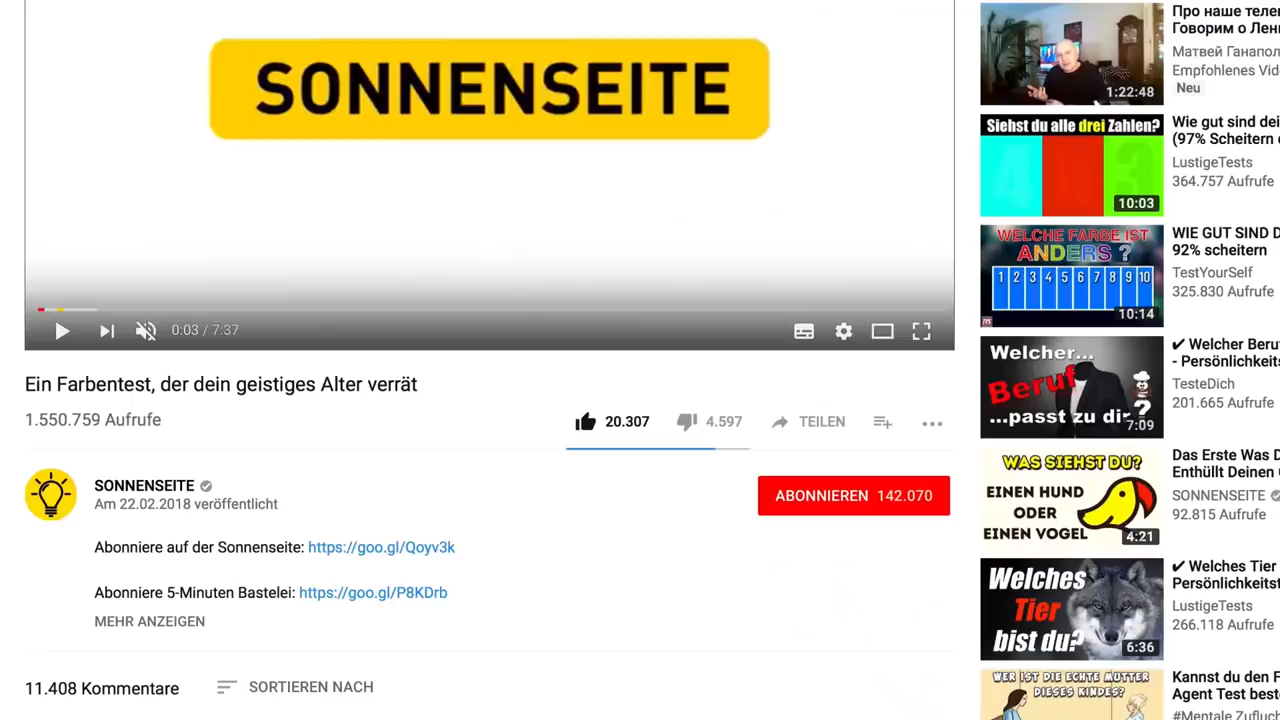 SONNENSEITE
0:03 / 7:37
Ein Farbentest, der dein geistiges Alter verrät
1.550.759 Aufrufe
20.307
4.597
TEILEN
SONNENSEITE
Am 22.02.2018 veröffentlicht
ABONNIEREN 142.070
Abonniere auf der Sonnenseite: https://goo.gl/Qoyv3k
Abonniere 5-Minuten Bastelei: https://goo.gl/P8KDrb
MEHR ANZEIGEN
11.408 Kommentare
SORTIEREN NACH
1:22:48
Про наше теле
Говорим о Лен
Матвей Ганапол
Empfohlenes Vide
Neu
Siehst du alle drei Zahlen?
4
3
10:03
Wie gut sind dei
(97% Scheitern
LustigeTests
364.757 Aufrufe
WELCHE FARBE IST
ANDERS ?
1 2 3 4 5 6 7 8 9 10
10:14
WIE GUT SIND D
92% scheitern
TestYourSelf
325.830 Aufrufe
Welcher...
Beruf
...passt zu dir?
7:09
✔ Welcher Beru
- Persönlichkeits
TesteDich
201.665 Aufrufe
WAS SIEHST DU?
EINEN HUND
ODER
EINEN VOGEL
4:21
Das Erste Was D
Enthüllt Deinen
SONNENSEITE
92.815 Aufrufe
Welches
Tier
bist du?
6:36
✔ Welches Tier
Persönlichkeitst
LustigeTests
266.118 Aufrufe
WER IST DIE ECHTE MUTTER
DIESES KINDES?
Kannst du den F
Agent Test best
#Mentale Zufluch